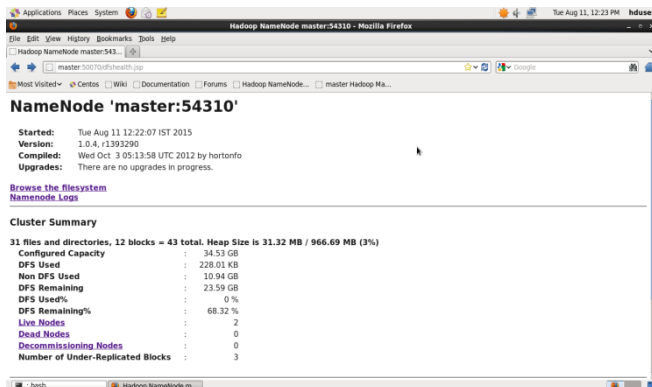 Applications Places System Tue Aug 11, 12:23 PM hduse
Hadoop NameNode master:54310 - Mozilla Firefox
File Edit View History Bookmarks Tools Help
Hadoop NameNode master:543...
master:50070/dfshealth.jsp Google
Most Visited Centos Wiki Documentation Forums Hadoop NameNode... master Hadoop Ma...
NameNode 'master:54310'
Started: Tue Aug 11 12:22:07 IST 2015
Version: 1.0.4, r1393290
Compiled: Wed Oct 3 05:13:58 UTC 2012 by hortonfo
Upgrades: There are no upgrades in progress.
Browse the filesystem
Namenode Logs
Cluster Summary
31 files and directories, 12 blocks = 43 total. Heap Size is 31.32 MB / 966.69 MB (3%)
Configured Capacity : 34.53 GB
DFS Used : 228.01 KB
Non DFS Used : 10.94 GB
DFS Remaining : 23.59 GB
DFS Used% : 0 %
DFS Remaining% : 68.32 %
Live Nodes : 2
Dead Nodes : 0
Decommissioning Nodes : 0
Number of Under-Replicated Blocks : 3
: bash Hadoop NameNode m...